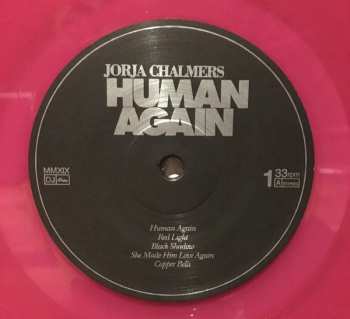 JORJA CHALMERS
HUMAN
AGAIN
MMXIX
DJ
1
33rpm
A
Human Again
Red Light
Black Shadow
She Made Him Love Again
Copper Bells